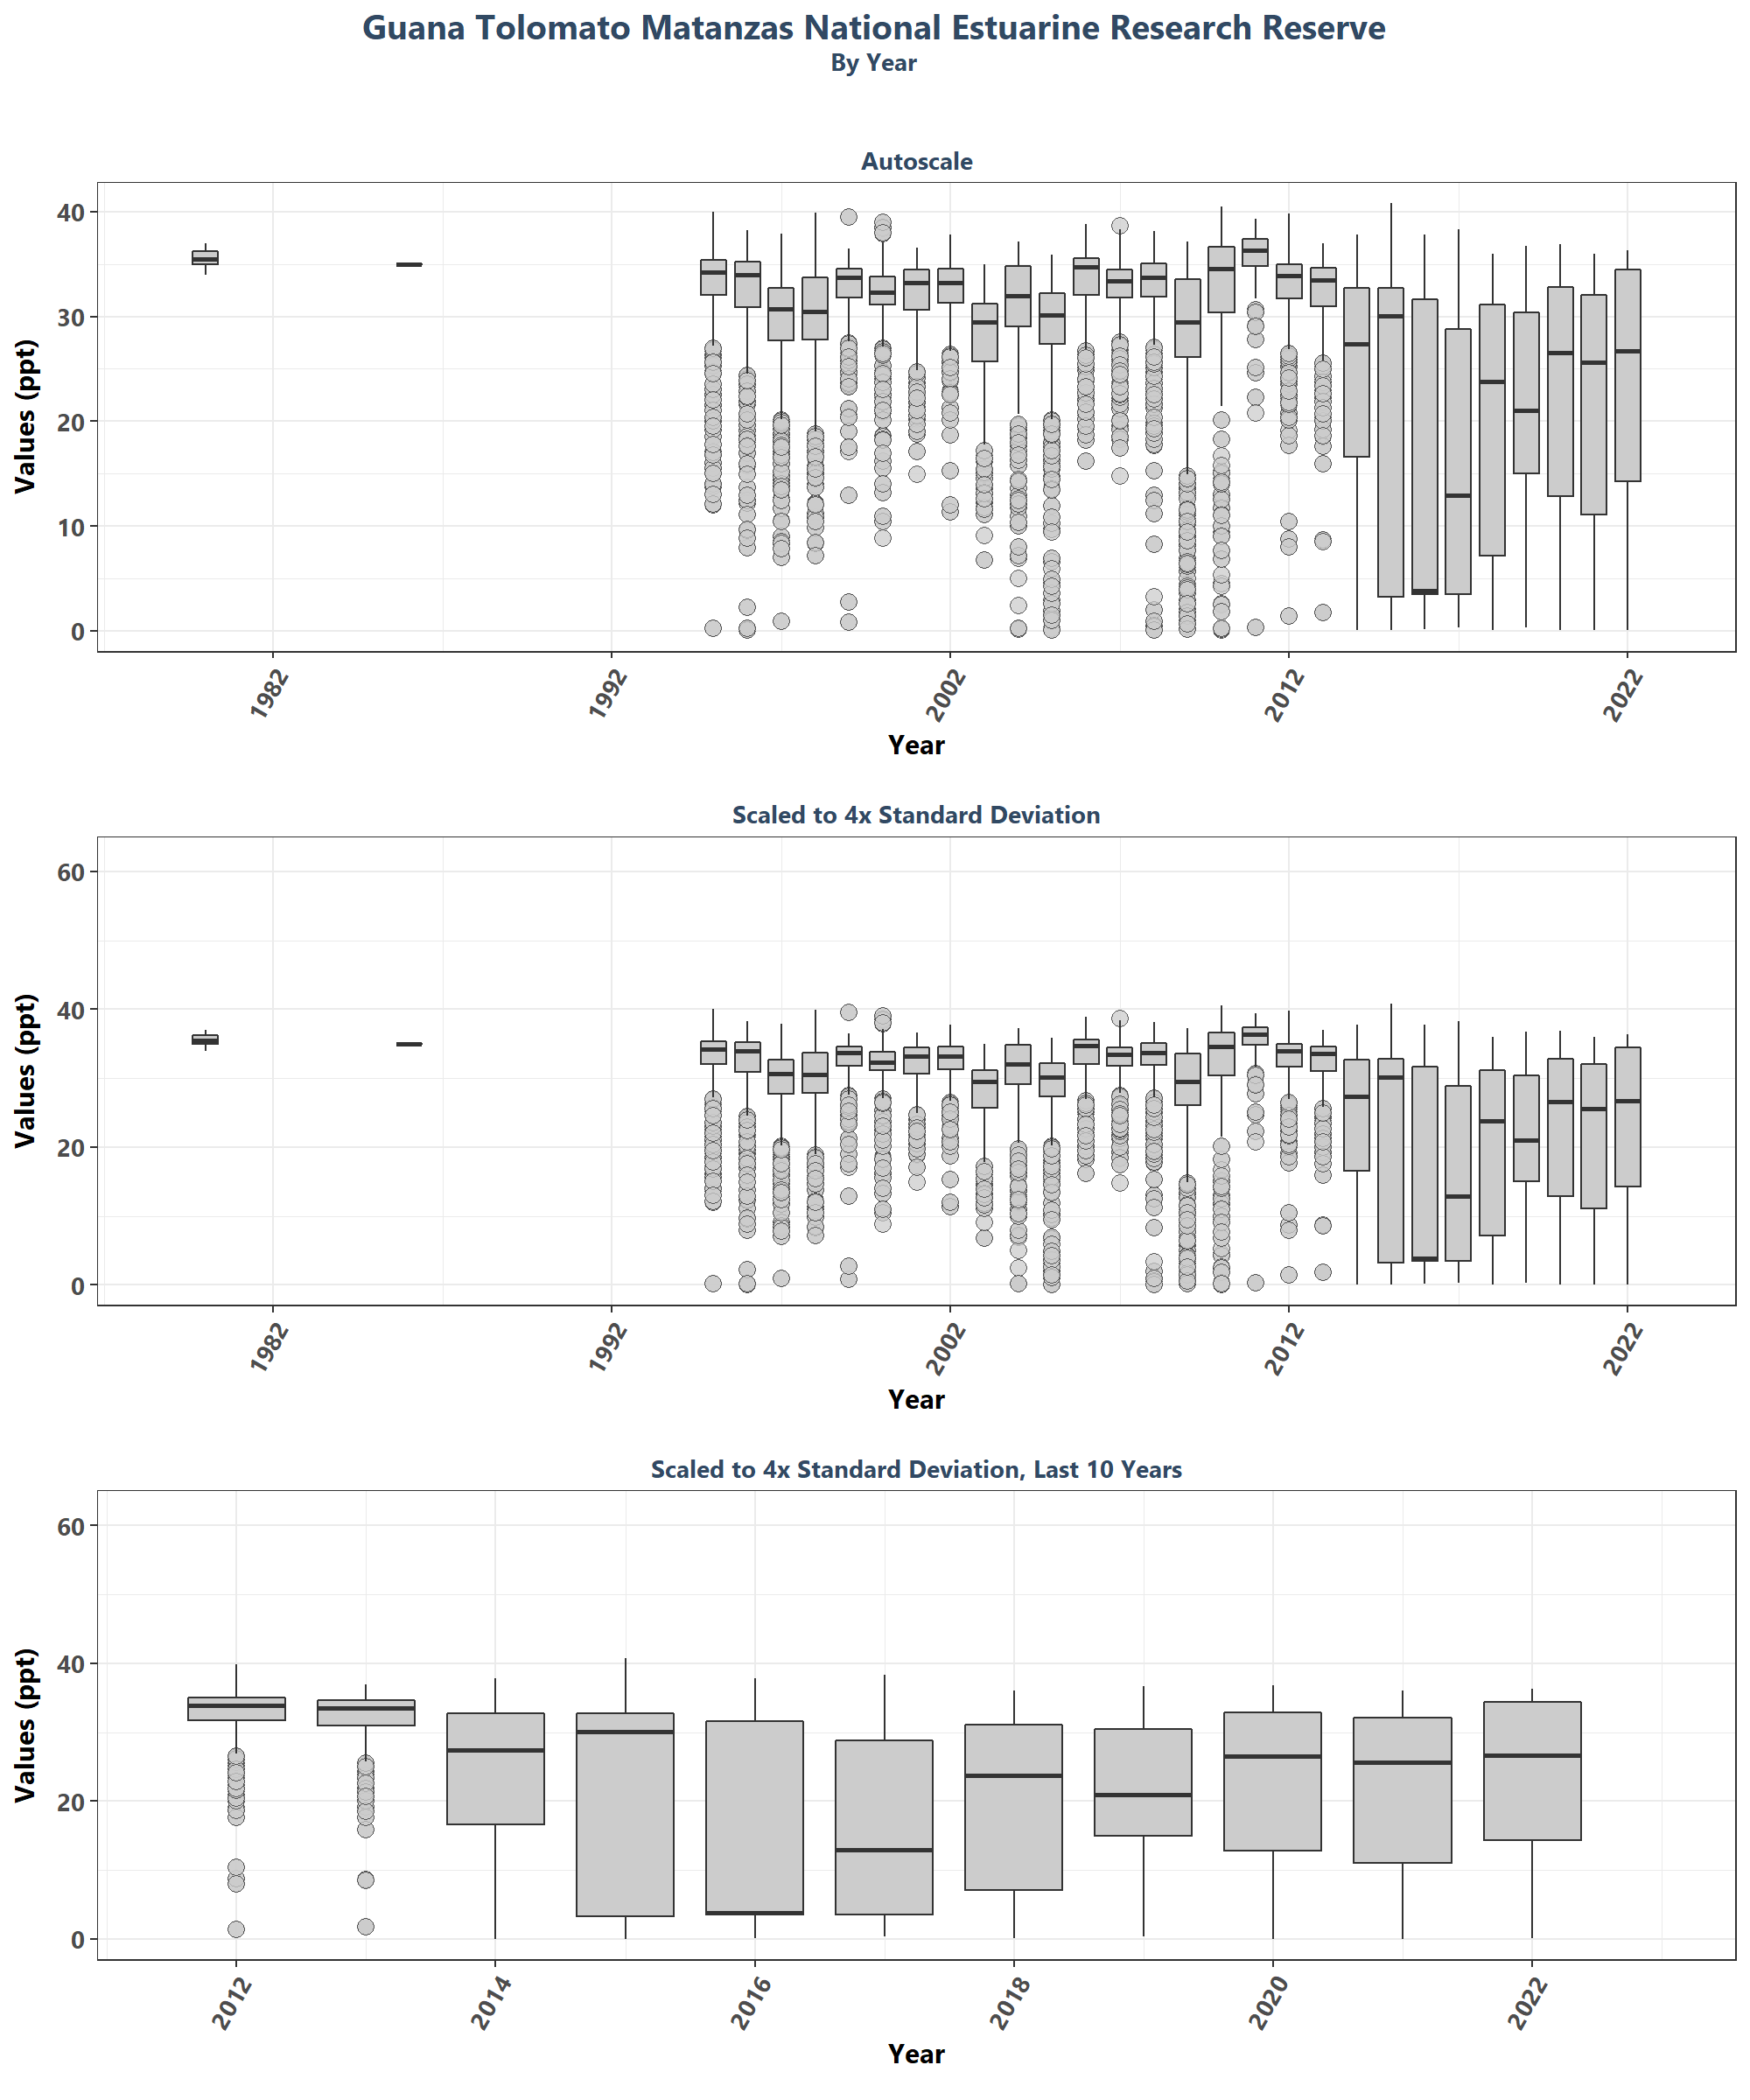 Guana Tolomato Matanzas National Estuarine Research Reserve
By Year
Autoscale
Values (ppt)
40
30
20
10
0
1982
1992
2002
2012
2022
Year
Scaled to 4x Standard Deviation
Values (ppt)
60
40
20
0
1982
1992
2002
2012
2022
Year
Scaled to 4x Standard Deviation, Last 10 Years
Values (ppt)
60
40
20
0
2012
2014
2016
2018
2020
2022
Year